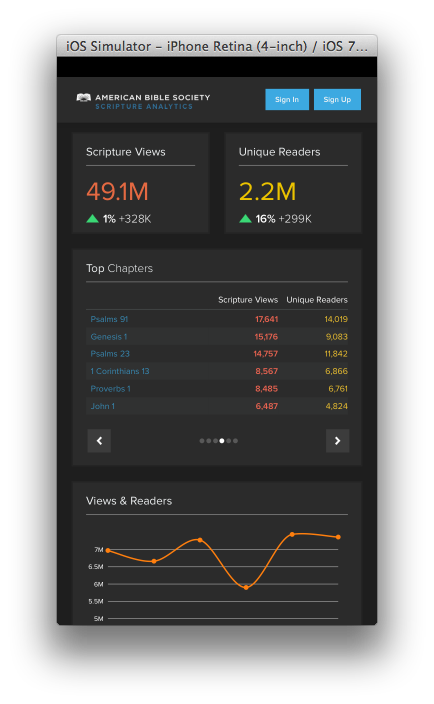 iOS Simulator – iPhone Retina (4-inch) / iOS 7...
AMERICAN BIBLE SOCIETY
SCRIPTURE ANALYTICS
Sign In
Sign Up
Scripture Views
49.1M
1% +328K
Unique Readers
2.2M
16% +299K
Top Chapters
Scripture Views Unique Readers
Psalms 91 17,641 14,019
Genesis 1 15,176 9,083
Psalms 23 14,757 11,842
1 Corinthians 13 8,567 6,866
Proverbs 1 8,485 6,761
John 1 6,487 4,824
Views & Readers
7M
6.5M
6M
5.5M
5M